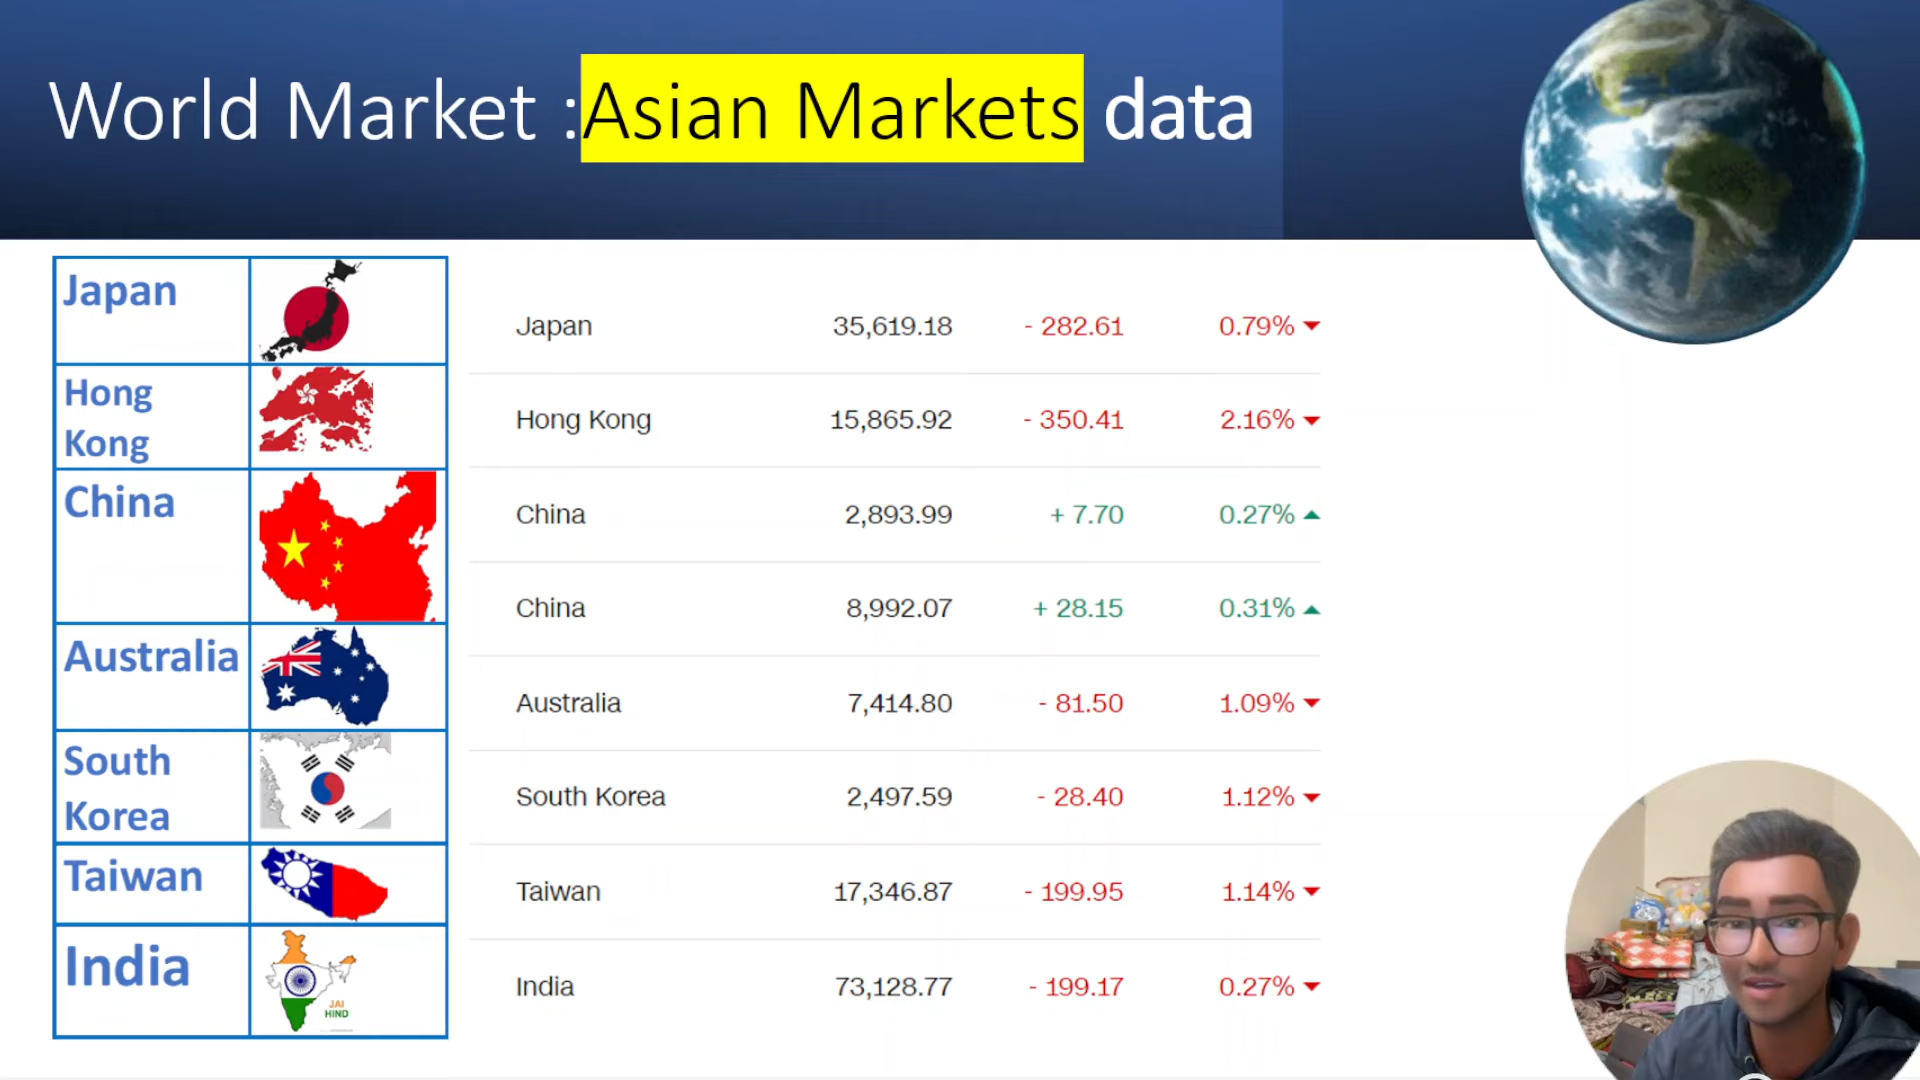 World Market :Asian Markets data
Japan
Hong
Kong
China
Australia
South
Korea
Taiwan
India
JAI
HIND
Japan 35,619.18 - 282.61 0.79%
Hong Kong 15,865.92 - 350.41 2.16%
China 2,893.99 + 7.70 0.27%
China 8,992.07 + 28.15 0.31%
Australia 7,414.80 - 81.50 1.09%
South Korea 2,497.59 - 28.40 1.12%
Taiwan 17,346.87 - 199.95 1.14%
India 73,128.77 - 199.17 0.27%